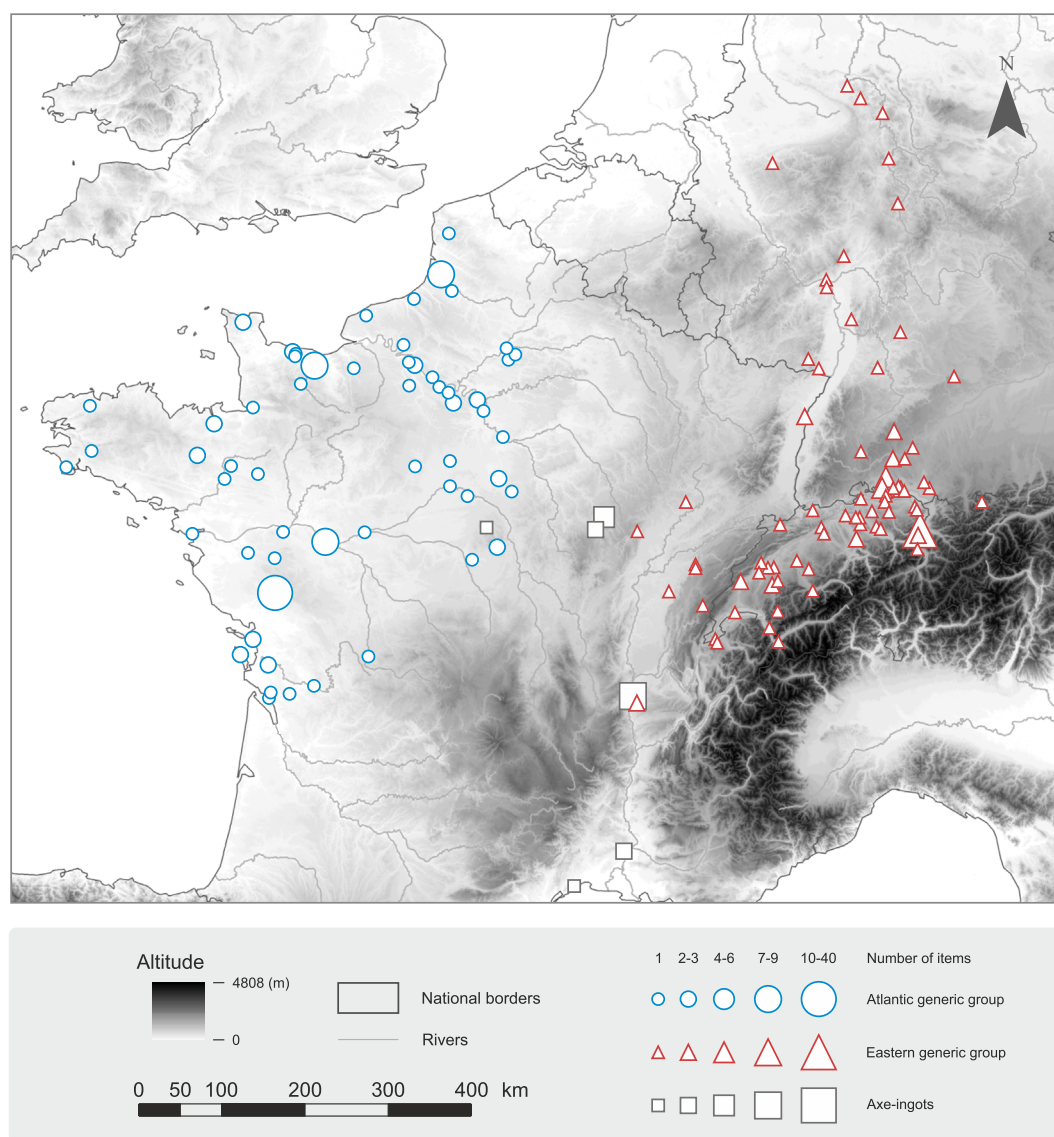 N
Altitude
4808 (m)
0
National borders
Rivers
0 50 100 200 300 400 km
1 2-3 4-6 7-9 10-40 Number of items
Atlantic generic group
Eastern generic group
Axe-ingots